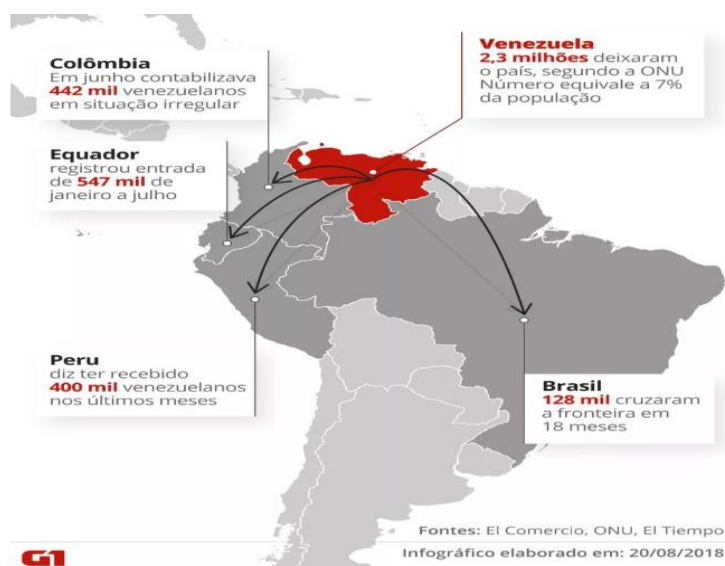 Colômbia
Em junho contabilizava
442 mil venezuelanos
em situação irregular
Venezuela
2,3 milhões deixaram
o país, segundo a ONU
Número equivale a 7%
da população
Equador
registrou entrada
de 547 mil de
janeiro a julho
Peru
diz ter recebido
400 mil venezuelanos
nos últimos meses
Brasil
128 mil cruzaram
a fronteira em
18 meses
Fontes: El Comercio, ONU, El Tiempo
G1
Infográfico elaborado em: 20/08/2018